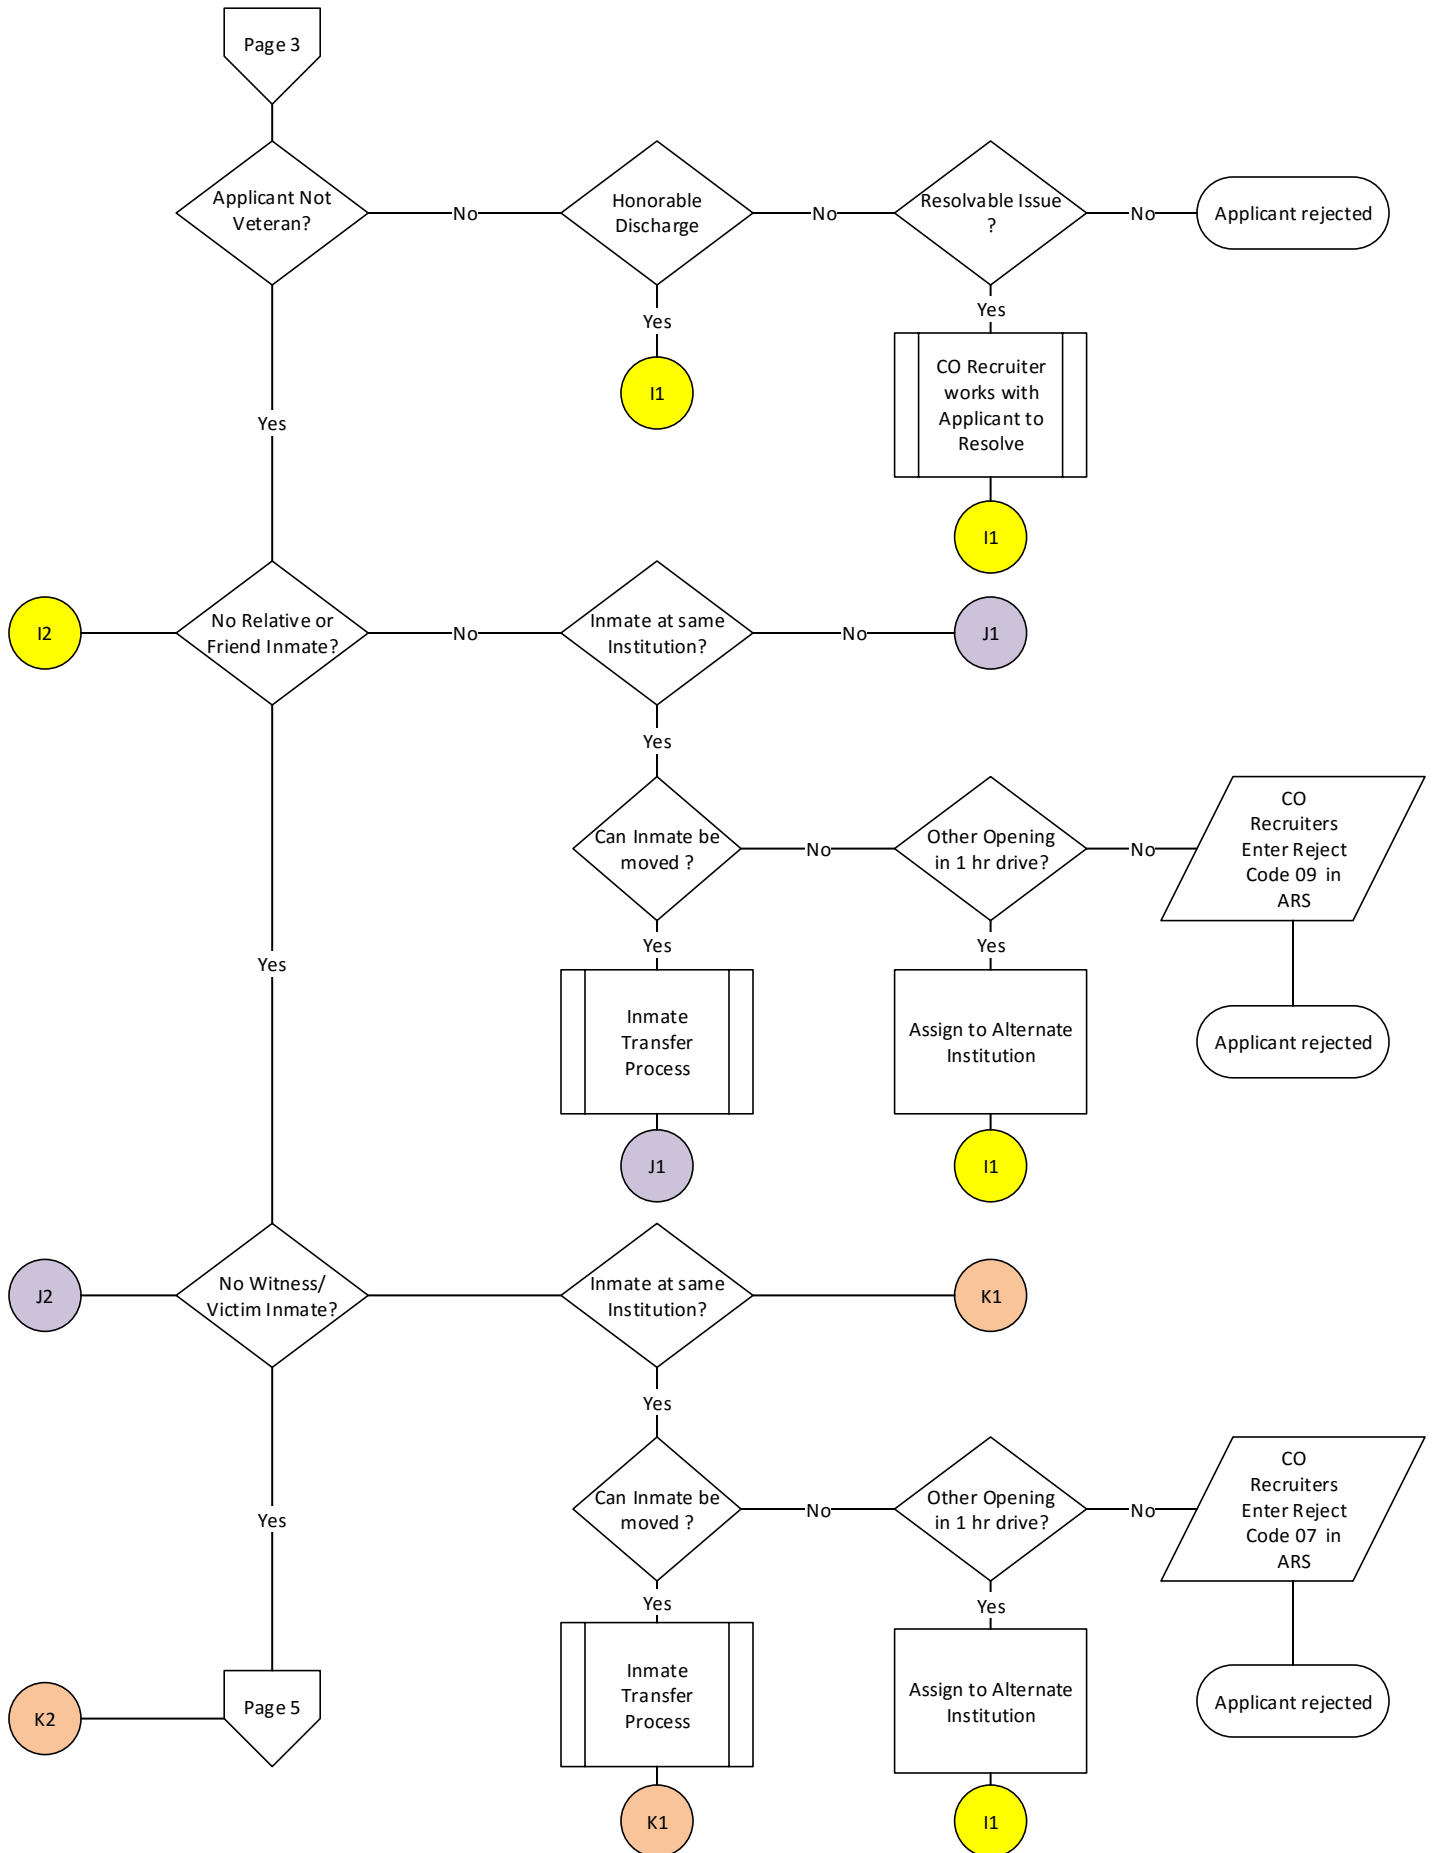 Page 3
Applicant Not
Veteran?
No
Honorable
Discharge
No
Resolvable Issue
?
No
Applicant rejected
Yes
I1
Yes
CO Recruiter
works with
Applicant to
Resolve
I1
Yes
I2
No Relative or
Friend Inmate?
No
Inmate at same
Institution?
No
J1
Yes
Can Inmate be
moved ?
No
Other Opening
in 1 hr drive?
No
CO
Recruiters
Enter Reject
Code 09 in
ARS
Yes
Yes
Yes
Inmate
Transfer
Process
Assign to Alternate
Institution
Applicant rejected
J1
I1
J2
No Witness/
Victim Inmate?
Inmate at same
Institution?
K1
Yes
Can Inmate be
moved ?
No
Other Opening
in 1 hr drive?
No
CO
Recruiters
Enter Reject
Code 07 in
ARS
Yes
Yes
Yes
Inmate
Transfer
Process
Assign to Alternate
Institution
Applicant rejected
K2
Page 5
K1
I1